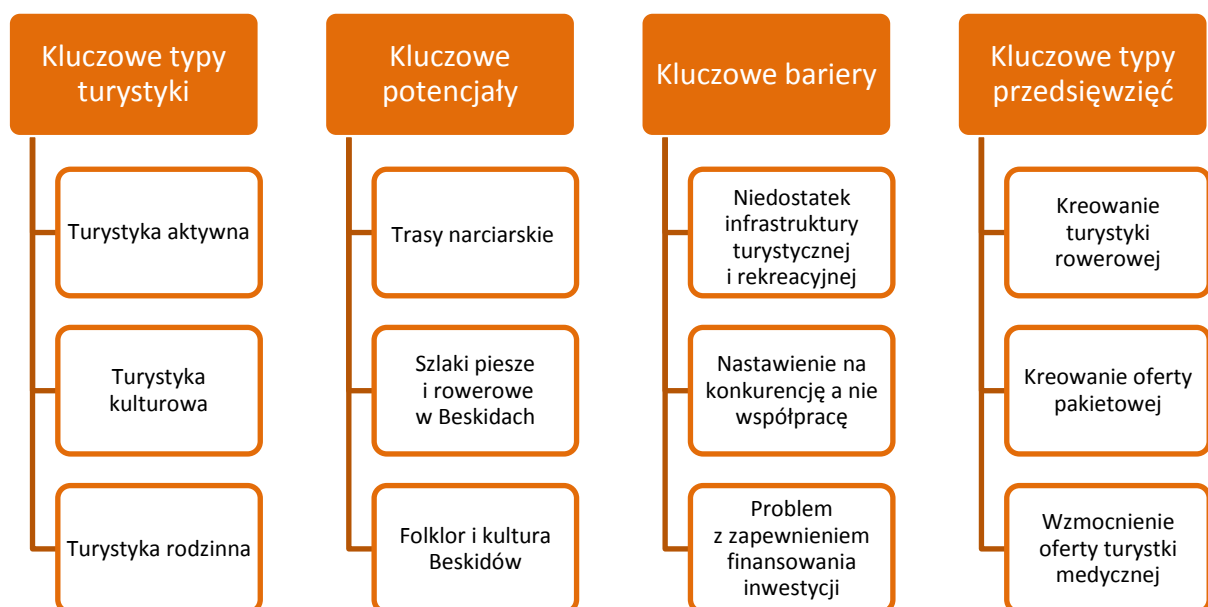 Kluczowe typy
turystyki
Turystyka aktywna
Turystyka
kulturowa
Turystyka rodzinna
Kluczowe
potencjały
Trasy narciarskie
Szlaki piesze
i rowerowe
w Beskidach
Folklor i kultura
Beskidów
Kluczowe bariery
Niedostatek
infrastruktury
turystycznej
i rekreacyjnej
Nastawienie na
konkurencję a nie
współpracę
Problem
z zapewnieniem
finansowania
inwestycji
Kluczowe typy
przedsięwzięć
Kreowanie
turystyki
rowerowej
Kreowanie oferty
pakietowej
Wzmocnienie
oferty turystki
medycznej